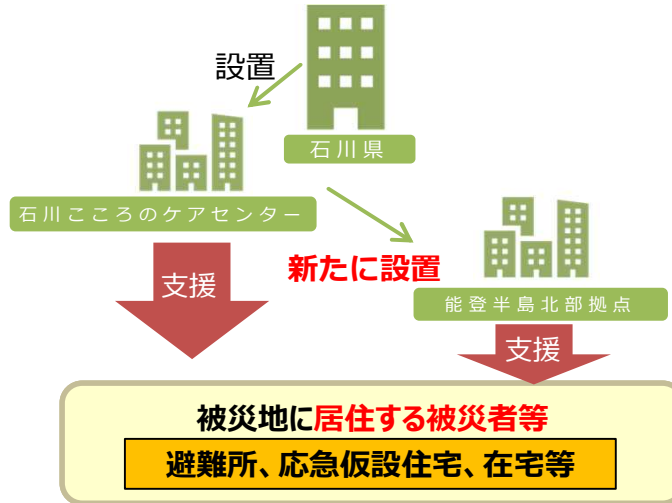 設置
石川県
石川こころのケアセンター
新たに設置
支援
能登半島北部拠点
支援
被災地に居住する被災者等
避難所、応急仮設住宅、在宅等